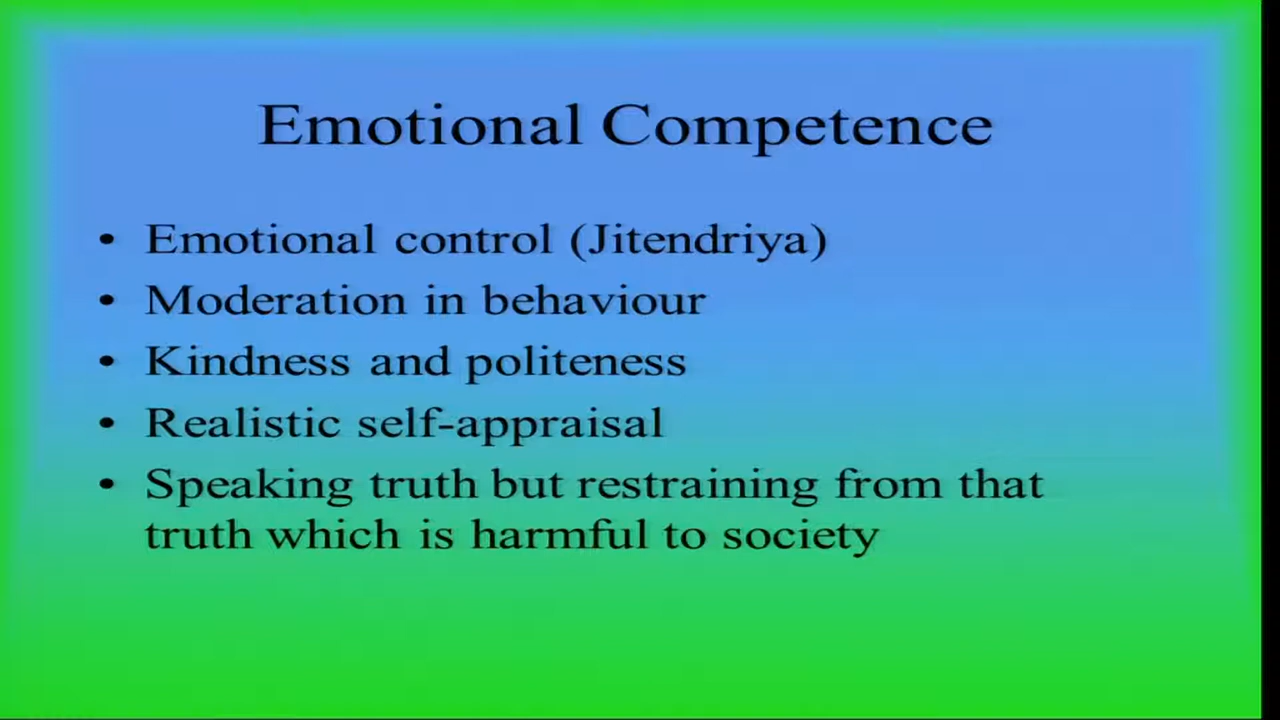 Emotional Competence
• Emotional control (Jitendriya)
• Moderation in behaviour
• Kindness and politeness
• Realistic self-appraisal
• Speaking truth but restraining from that
truth which is harmful to society